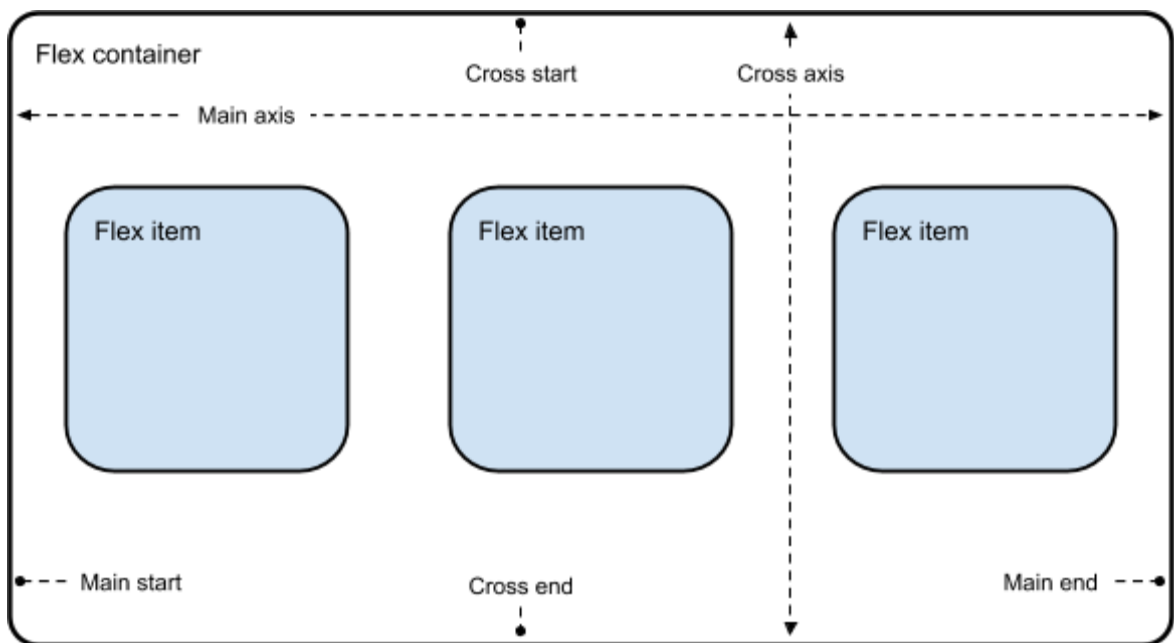 Flex container
Cross start
Cross axis
Main axis
Flex item
Flex item
Flex item
Main start
Cross end
Main end